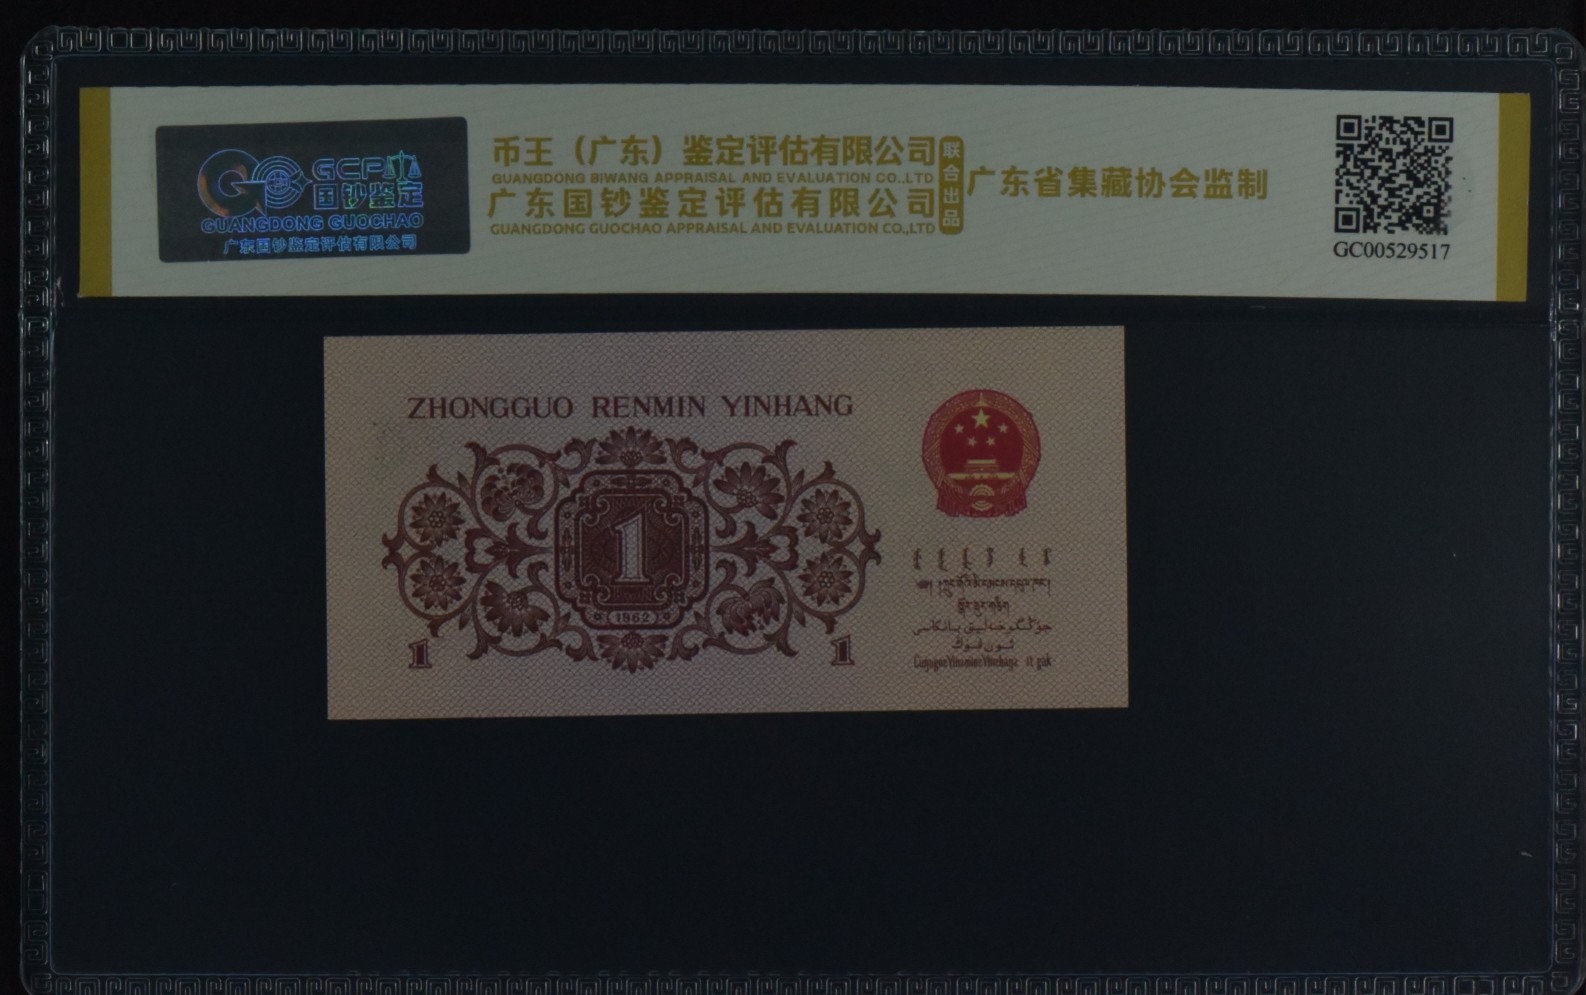 GCP
国钞鉴定
GUANGDONG GUOCHAO
广东国钞鉴定评估有限公司
币王（广东）鉴定评估有限公司
GUANGDONG BIWANG APPRAISAL AND EVALUATION CO.,LTD
广东国钞鉴定评估有限公司
GUANGDONG GUOCHAO APPRAISAL AND EVALUATION CO.,LTD
联合出品
广东省集藏协会监制
GC00529517
ZHONGGUO RENMIN YINHANG
1
(1962)
1
1
جۇڭگو خەلق بانكىسى